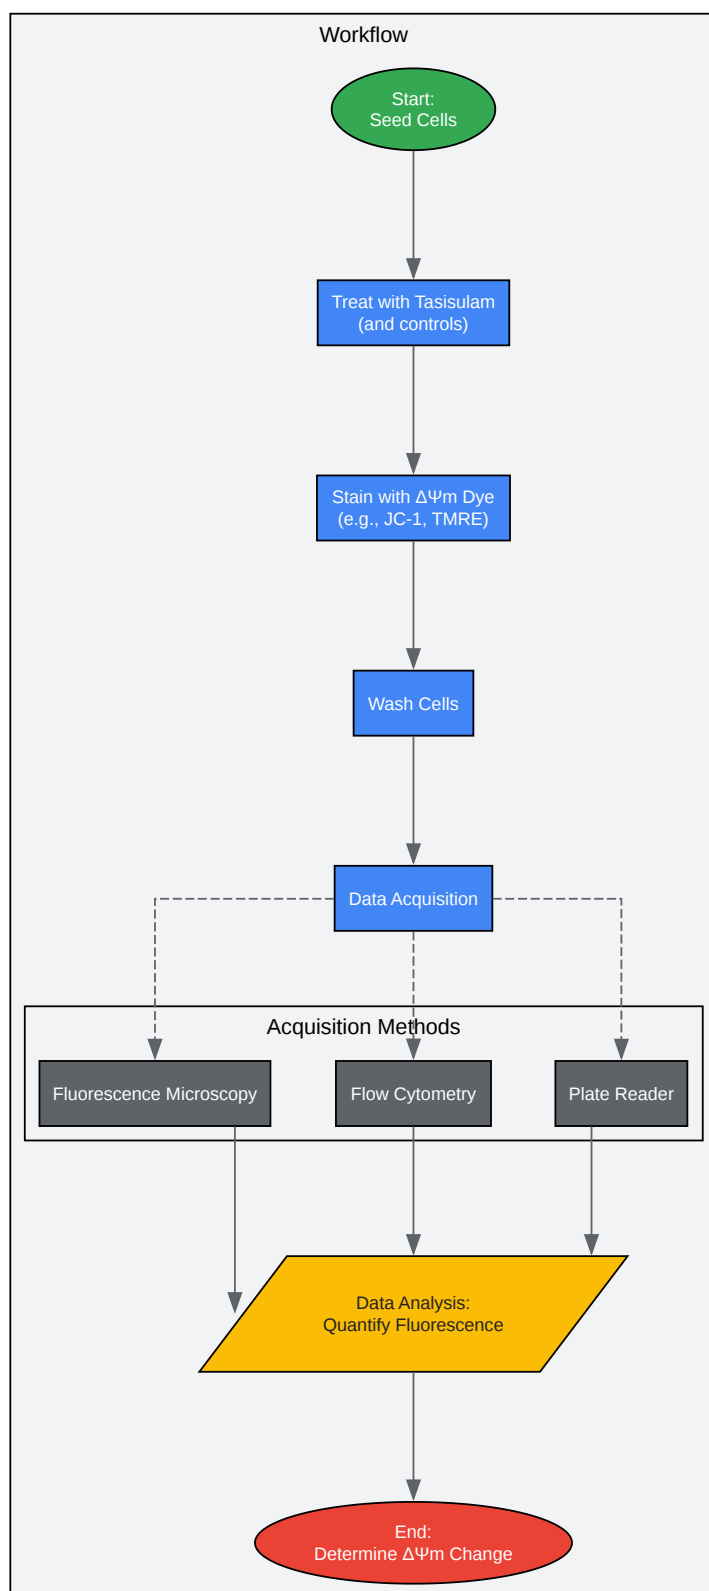 Workflow
Start:
Seed Cells
Treat with Tasisulam
(and controls)
Stain with ΔΨm Dye
(e.g., JC-1, TMRE)
Wash Cells
Data Acquisition
Acquisition Methods
Fluorescence Microscopy
Flow Cytometry
Plate Reader
Data Analysis:
Quantify Fluorescence
End:
Determine ΔΨm Change